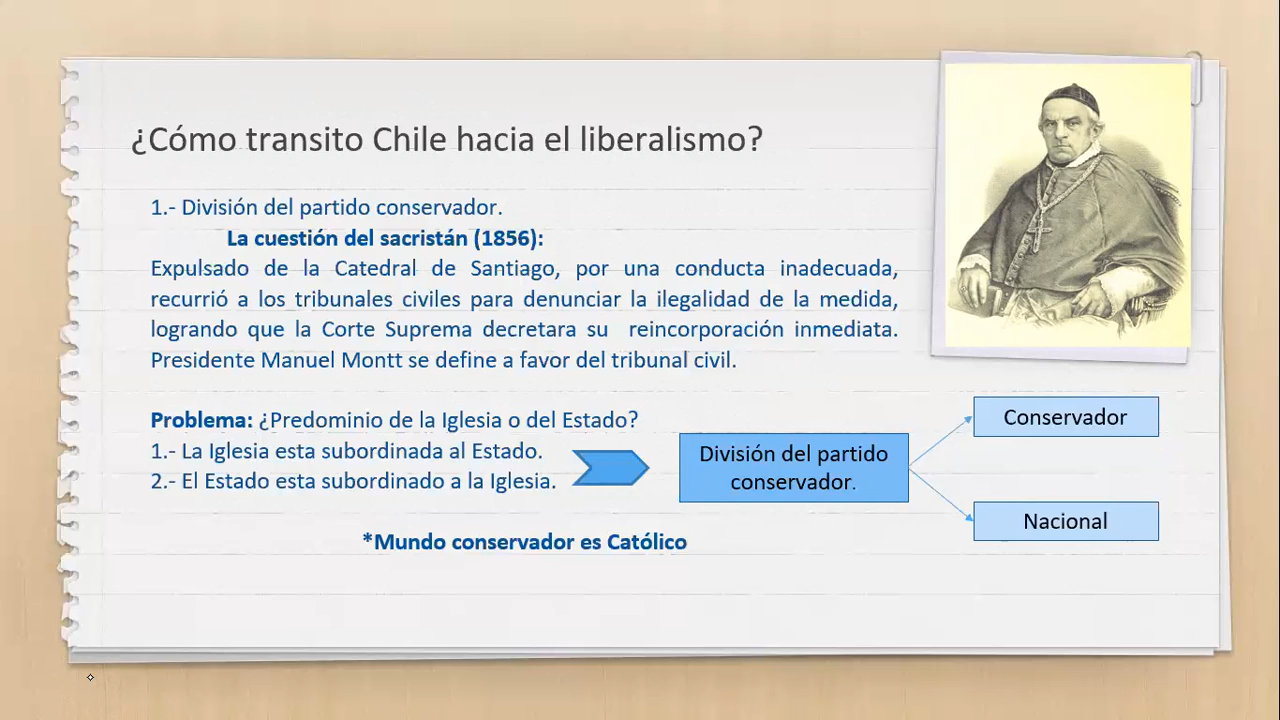 ¿Cómo transito Chile hacia el liberalismo?
1.- División del partido conservador.
La cuestión del sacristán (1856):
Expulsado de la Catedral de Santiago, por una conducta inadecuada,
recurrió a los tribunales civiles para denunciar la ilegalidad de la medida,
logrando que la Corte Suprema decretara su reincorporación inmediata.
Presidente Manuel Montt se define a favor del tribunal civil.
Problema: ¿Predominio de la Iglesia o del Estado?
1.- La Iglesia esta subordinada al Estado.
2.- El Estado esta subordinado a la Iglesia.
División del partido
conservador.
Conservador
Nacional
*Mundo conservador es Católico